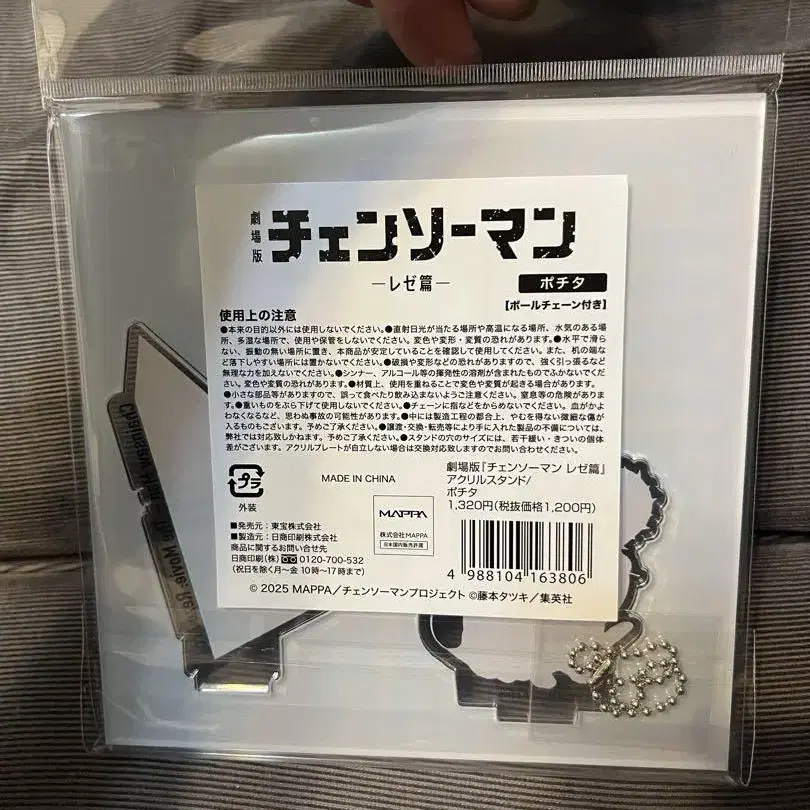 劇場版
チェンソーマン
―レゼ篇―
ポチタ
【ボールチェーン付き】
使用上の注意
●本来の目的以外には使用しないでください。●直射日光が当たる場所や高温になる場所、水気のある場
所、多湿な場所で、使用や保管をしないでください。変色や変形・変質の恐れがあります。●水平で滑ら
ない、振動の無い場所に置き、本商品が安定していることを確認して使用してください。また、机の端な
ど落下しやすい場所には置かないでください。●破損や変形などの恐れがありますので、強く引っ張るなど
無理な力を加えないでください。●シンナー、アルコール等の揮発性の溶剤が含まれたものでふかないでくだ
さい。変色や変質の恐れがあります。●材質上、使用を重ねることで変色や変質が起きる場合があります。
●小さな部品等がありますので、誤って食べたり飲み込まないようご注意ください。窒息等の危険がありま
す。●重いものをぶら下げて使用しないでください。●チェーンに指などをからめないでください。血がかよ
わなくなるなど、思わぬ事故の可能性があります。●中には製造工程の都合上、やむを得ない微細な傷が
入るものもございます。予めご了承ください。●譲渡・交換・転売等により手に入れた製品の不備については、
弊社では対応致しかねます。予めご了承ください。●スタンドの穴のサイズには、若干緩い・きついの個体
差がございます。アクリルプレートが自立しない場合は交換対応致しますのでお問い合わせください。
プラ
外装
MADE IN CHINA
劇場版『チェンソーマン レゼ篇』
アクリルスタンド/
ポチタ
1,320円(税抜価格1,200円)
MAPPA
株式会社MAPPA
日本国内販売許諾
■発売元：東宝株式会社
■製造元：日商印刷株式会社
商品に関するお問い合せ先
日商印刷(株) 0120-700-532
(祝日を除く月～金 10時～17時まで)
4 988104 163806
© 2025 MAPPA／チェンソーマンプロジェクト ©藤本タツキ／集英社